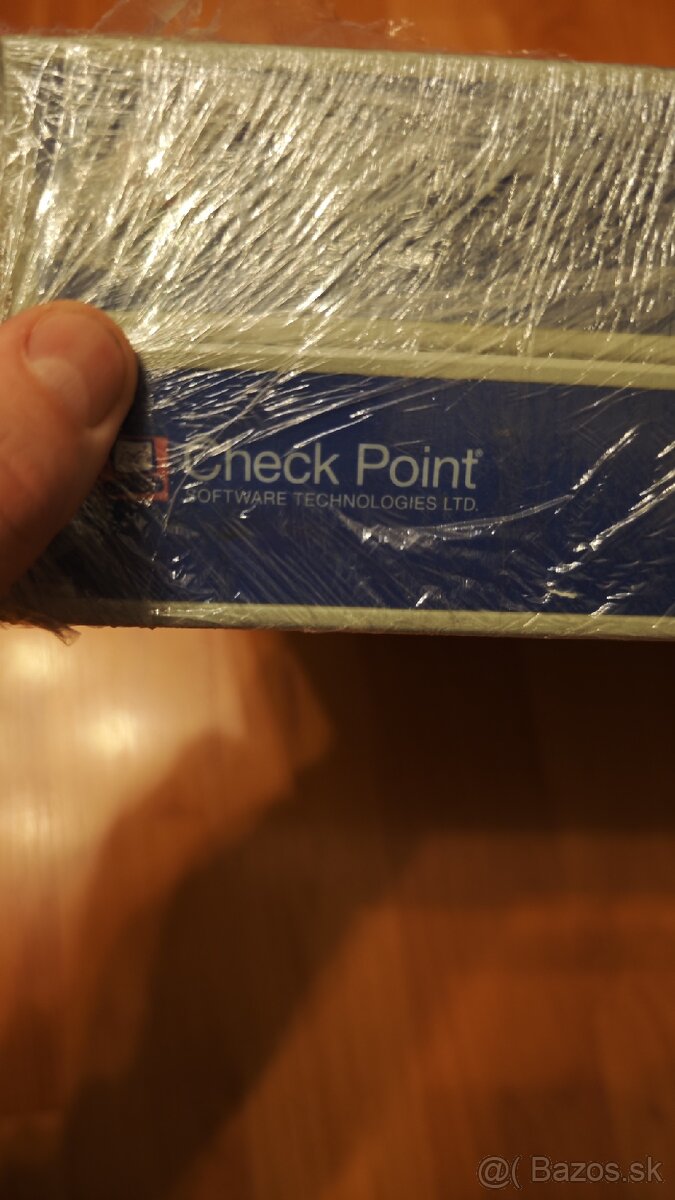 Check Point®
SOFTWARE TECHNOLOGIES LTD.
@( Bazos.sk